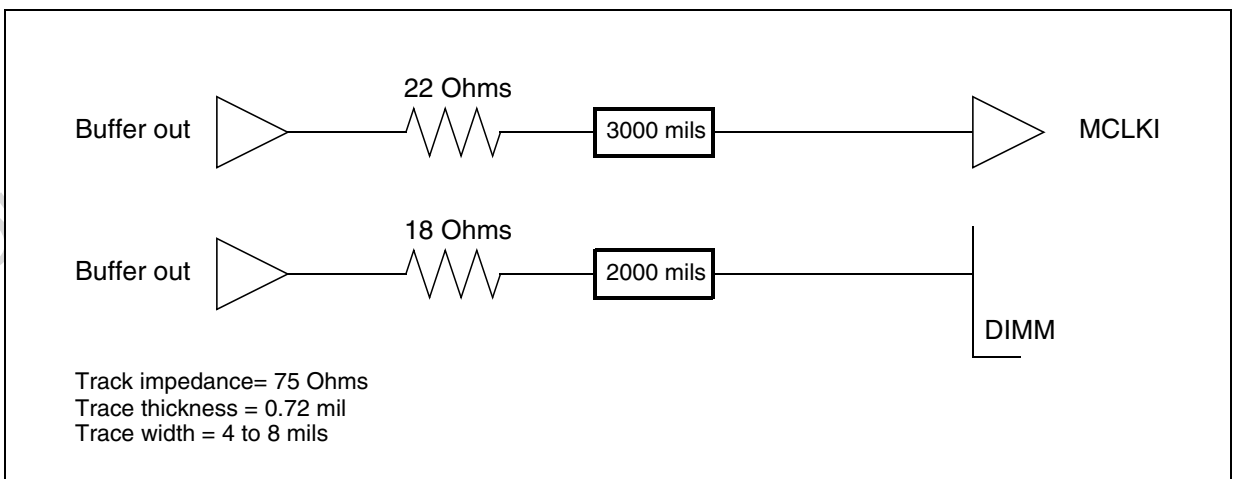 22 Ohms
Buffer out
3000 mils
MCLKI
18 Ohms
Buffer out
2000 mils
DIMM
Track impedance= 75 Ohms
Trace thickness = 0.72 mil
Trace width = 4 to 8 mils